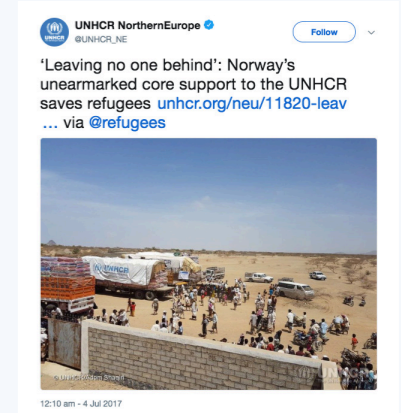 UNHCR NorthernEurope
@UNHCR_NE
Follow
‘Leaving no one behind’: Norway’s
unearmarked core support to the UNHCR
saves refugees unhcr.org/neu/11820-leav
... via @refugees
UNHCR
UNHCR
12:10 am - 4 Jul 2017